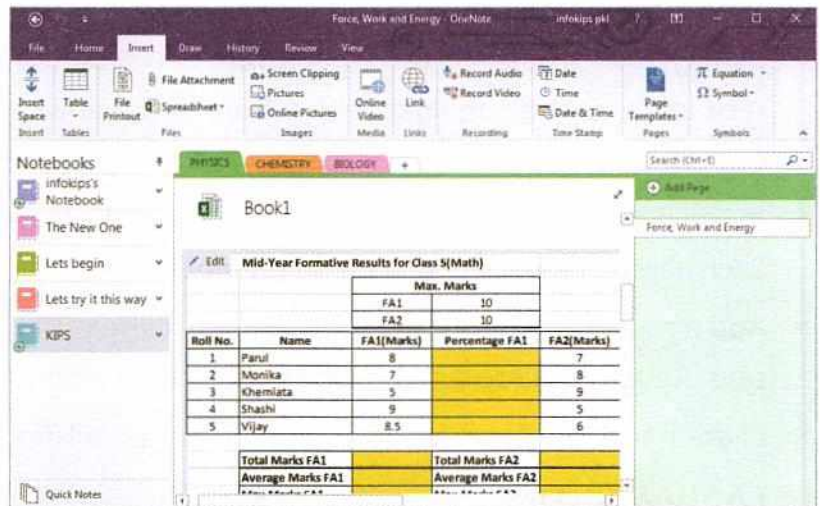 Force, Work and Energy - OneNote infokips pkl ?
File Home Insert Draw History Review View
Insert Space
Table
File Printout
File Attachment
Spreadsheet
Screen Clipping
Pictures
Online Pictures
Online Video
Link
Record Audio
Record Video
Date
Time
Date & Time
Page Templates
π Equation
Ω Symbol
Insert Tables Files Images Media Links Recording Time Stamp Pages Symbols
Notebooks
infokips's Notebook
The New One
Lets begin
Lets try it this way
KIPS
Quick Notes
PHYSICS CHEMISTRY BIOLOGY +
Search (Ctrl+E)
Add Page
Force, Work and Energy
Book1
Edit
Mid-Year Formative Results for Class 5(Math)
Max. Marks
FA1 10
FA2 10
Roll No. Name FA1(Marks) Percentage FA1 FA2(Marks)
1 Parul 8 7
2 Monika 7 8
3 Khemiata 5 9
4 Shashi 9 5
5 Vijay 8.5 6
Total Marks FA1 Total Marks FA2
Average Marks FA1 Average Marks FA2